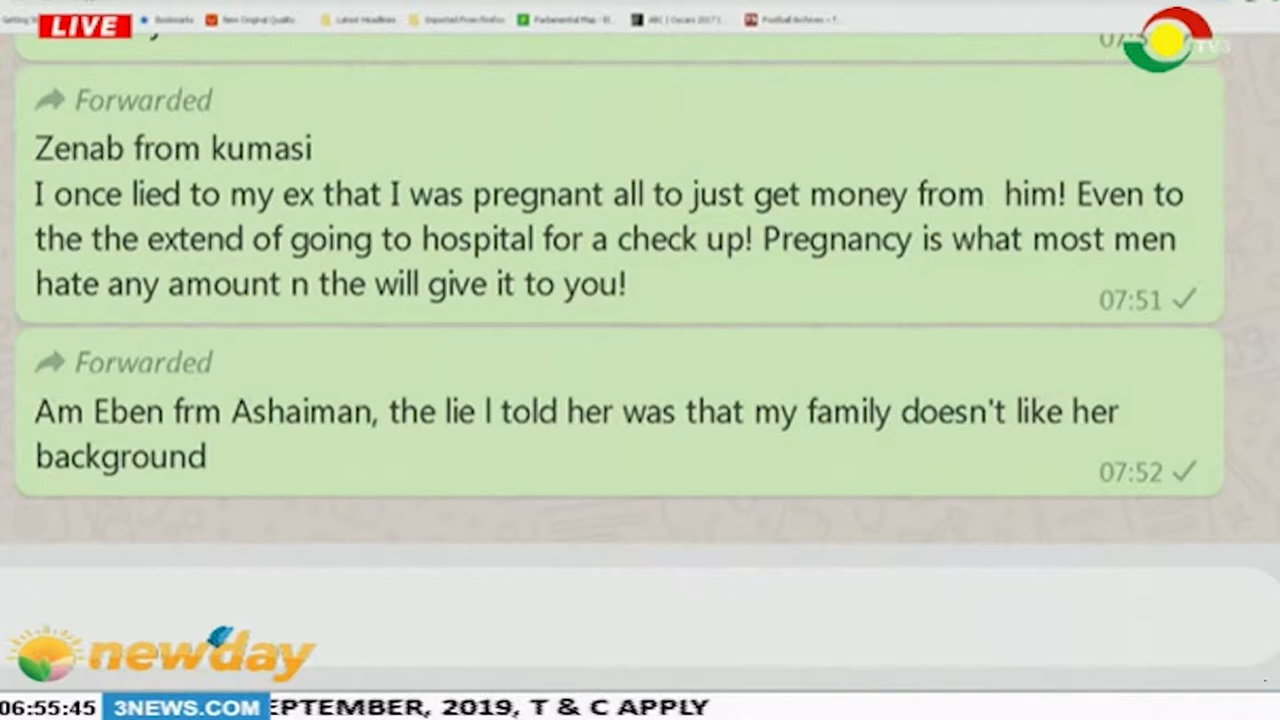 LIVE
Bookmarks
Latest Headlines
TV3
Forwarded
Zenab from kumasi
I once lied to my ex that I was pregnant all to just get money from him! Even to
the the extend of going to hospital for a check up! Pregnancy is what most men
hate any amount n the will give it to you!
07:51
Forwarded
Am Eben frm Ashaiman, the lie I told her was that my family doesn't like her
background
07:52
newday
06:55:45 3NEWS.COM EPTEMBER, 2019, T & C APPLY